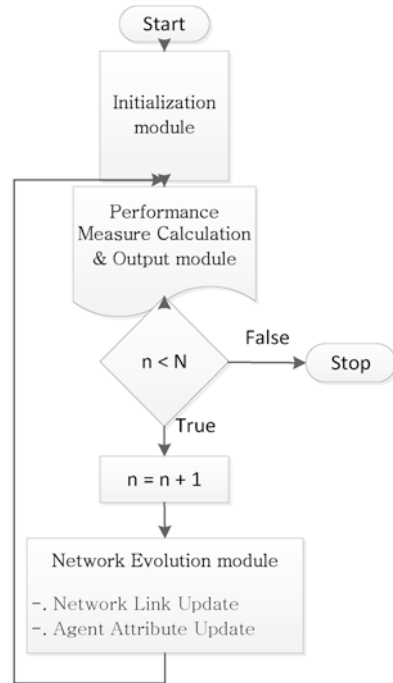 Start
Initialization
module
Performance
Measure Calculation
& Output module
n < N
False
Stop
True
n = n + 1
Network Evolution module
-. Network Link Update
-. Agent Attribute Update